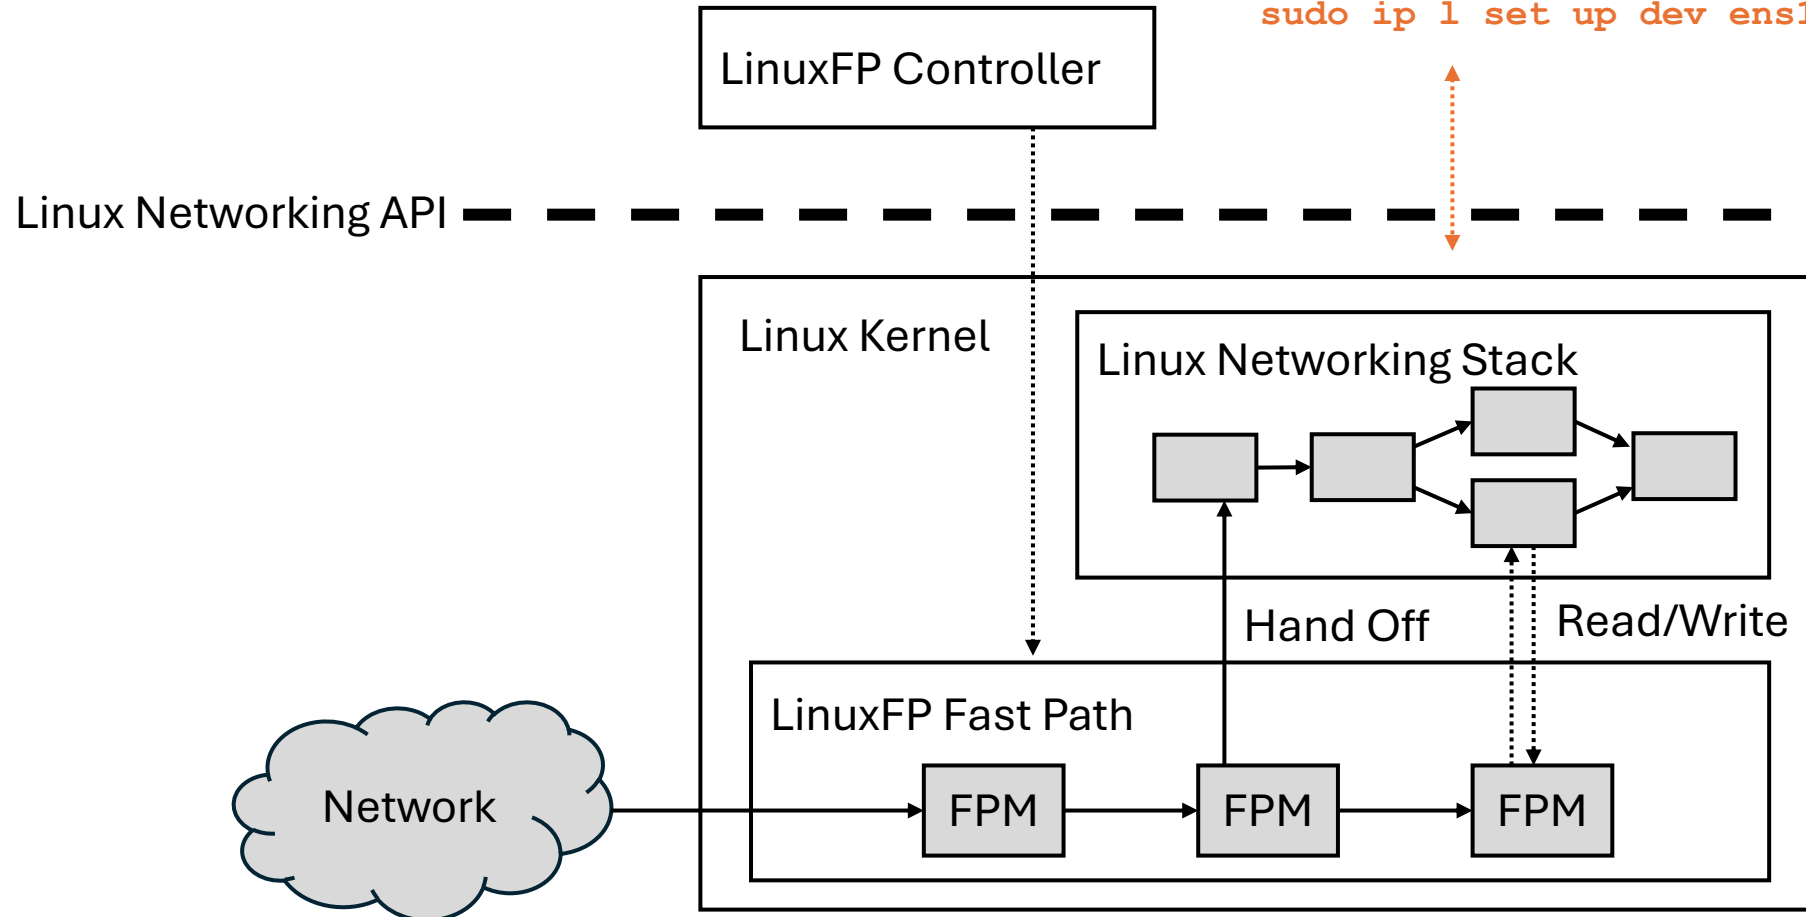 sudo ip l set up dev ens1
LinuxFP Controller
Linux Networking API
Linux Kernel
Linux Networking Stack
Hand Off
Read/Write
LinuxFP Fast Path
Network
FPM
FPM
FPM